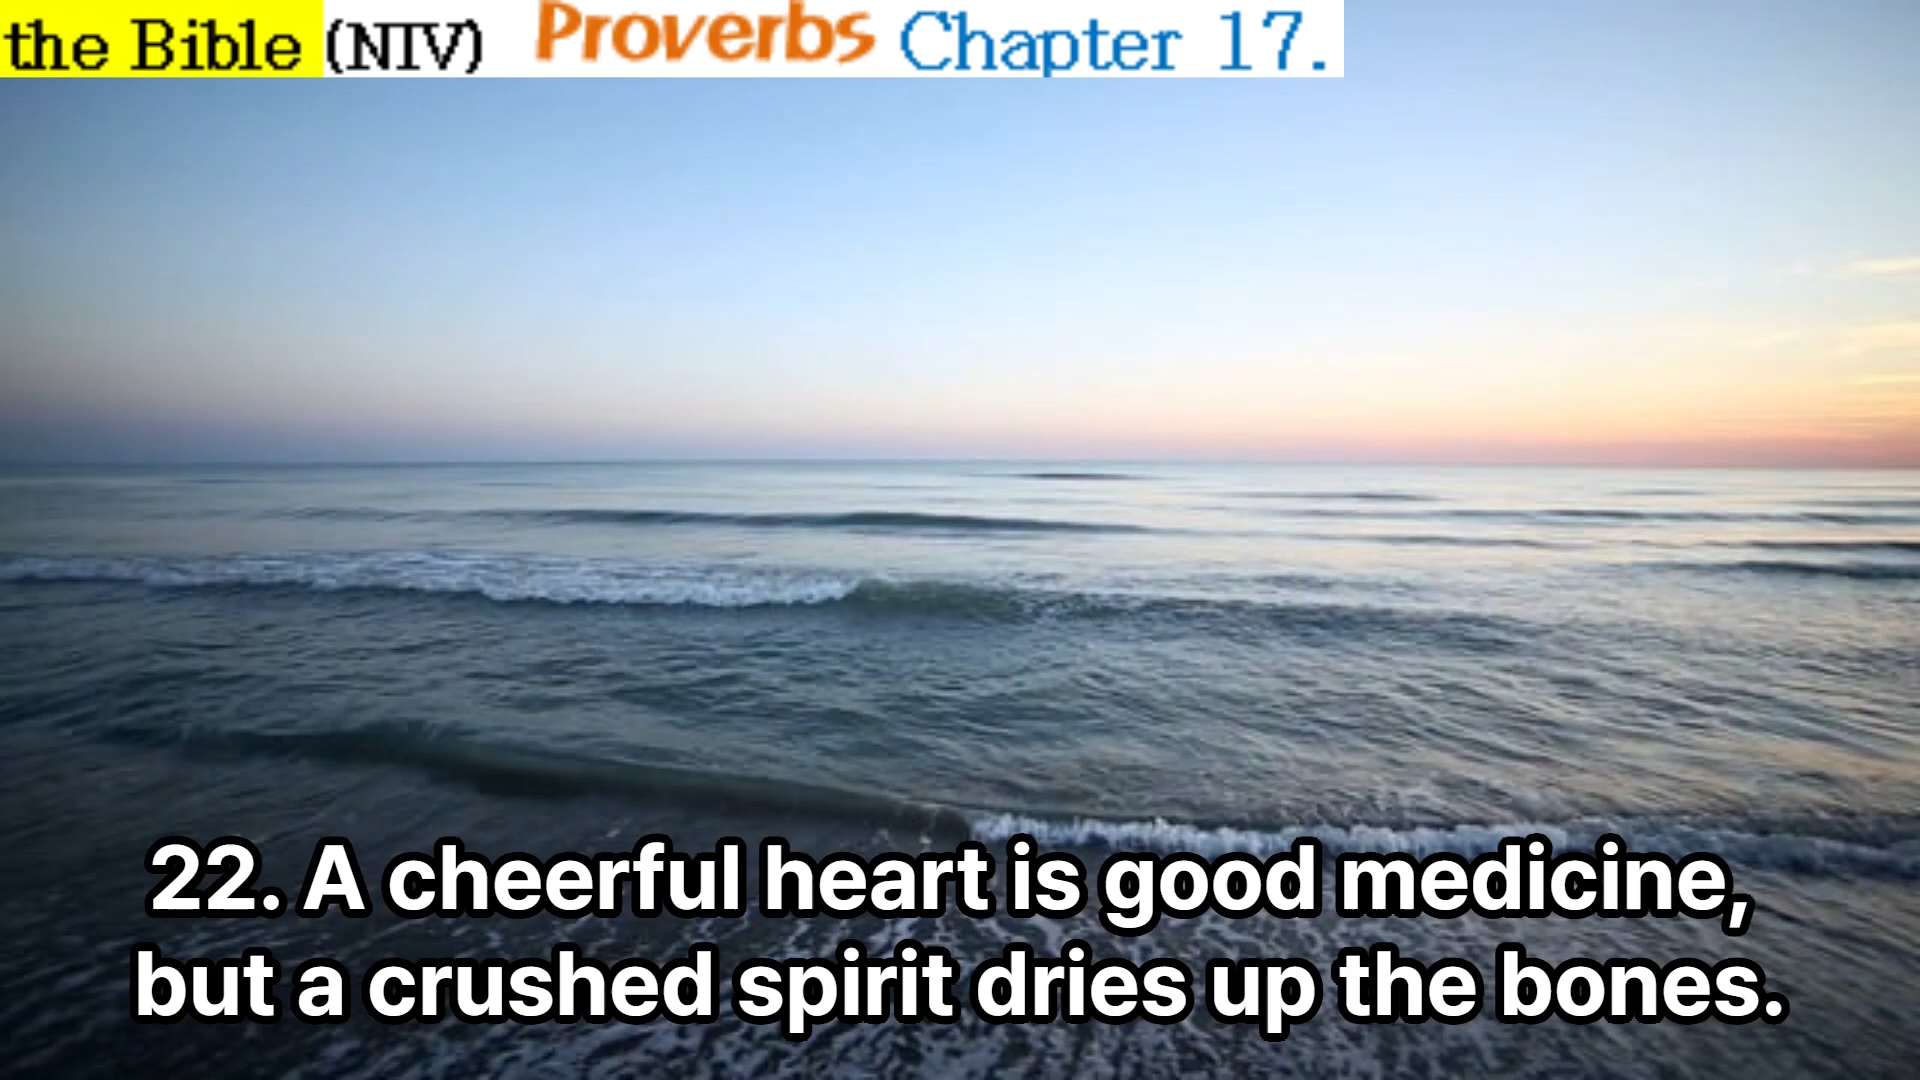 the Bible (NIV) Proverbs Chapter 17.
22. A cheerful heart is good medicine,
but a crushed spirit dries up the bones.